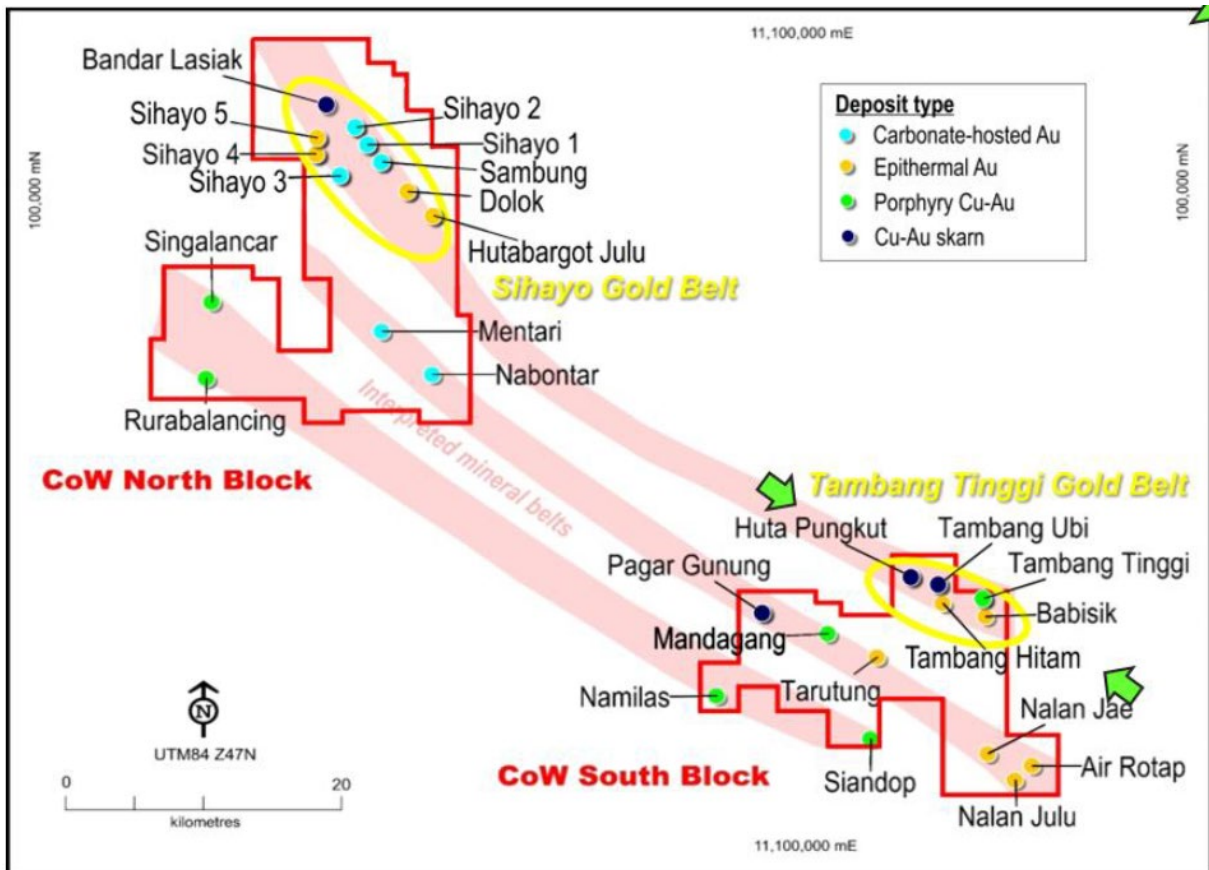 11,100,000 mE
Bandar Lasiak
Sihayo 5
Sihayo 4
Sihayo 3
Sihayo 2
Sihayo 1
Sambung
Dolok
Hutabargot Julu
Deposit type
Carbonate-hosted Au
Epithermal Au
Porphyry Cu-Au
Cu-Au skarn
100,000 mN
100,000 mN
Singalancar
Sihayo Gold Belt
Mentari
Nabontar
Rurabalancing
Interpreted mineral belts
CoW North Block
Tambang Tinggi Gold Belt
Huta Pungkut
Tambang Ubi
Tambang Tinggi
Pagar Gunung
Babisik
Mandagang
Tambang Hitam
Tarutung
Namilas
Nalan Jae
Air Rotap
Siandop
Nalan Julu
CoW South Block
N
UTM84 Z47N
0 20
kilometres
11,100,000 mE